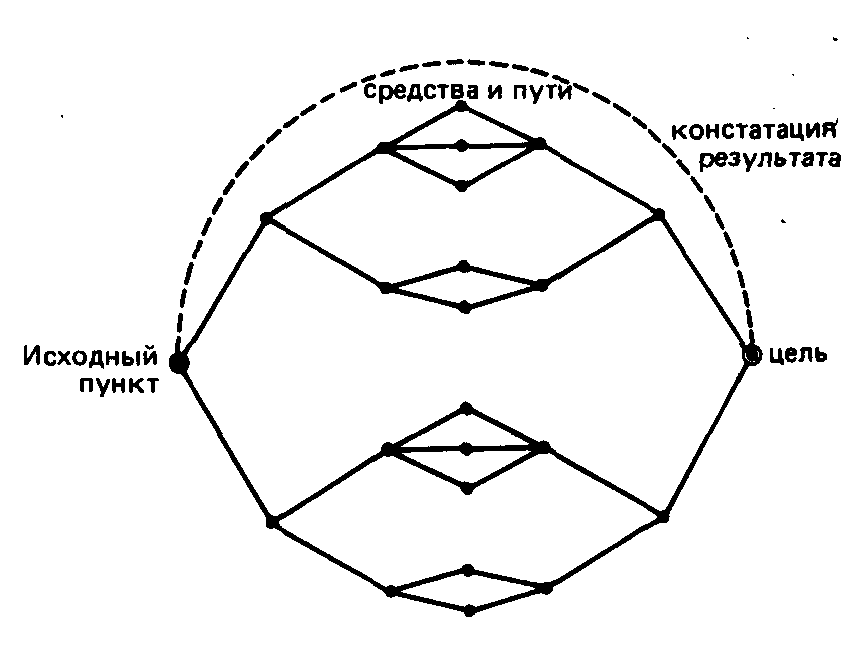 средства и пути
констатация
результата
Исходный
пункт
цель